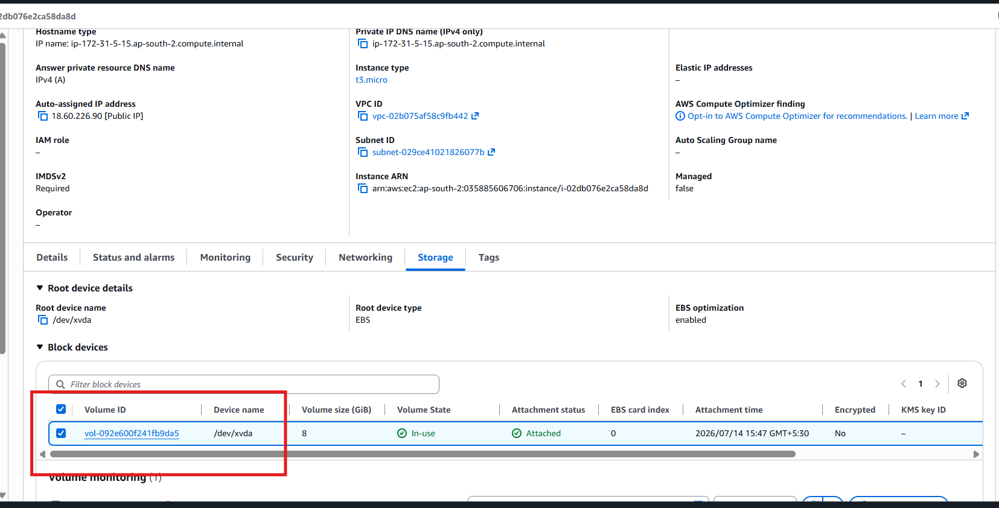 2db076e2ca58da8d
Hostname type
IP name: ip-172-31-5-15.ap-south-2.compute.internal
Private IP DNS name (IPv4 only)
ip-172-31-5-15.ap-south-2.compute.internal
Answer private resource DNS name
IPv4 (A)
Instance type
t3.micro
Elastic IP addresses
–
Auto-assigned IP address
18.60.226.90 [Public IP]
VPC ID
vpc-02b075af58c9fb442
AWS Compute Optimizer finding
Opt-in to AWS Compute Optimizer for recommendations. | Learn more
IAM role
–
Subnet ID
subnet-029ce41021826077b
Auto Scaling Group name
–
IMDSv2
Required
Instance ARN
arn:aws:ec2:ap-south-2:035885606706:instance/i-02db076e2ca58da8d
Managed
false
Operator
–
Details Status and alarms Monitoring Security Networking Storage Tags
Root device details
Root device name
/dev/xvda
Root device type
EBS
EBS optimization
enabled
Block devices
Filter block devices
1
Volume ID Device name Volume size (GiB) Volume State Attachment status EBS card index Attachment time Encrypted KMS key ID
vol-092e600f241fb9da5 /dev/xvda 8 In-use Attached 0 2026/07/14 15:47 GMT+5:30 No –
Volume monitoring (1)